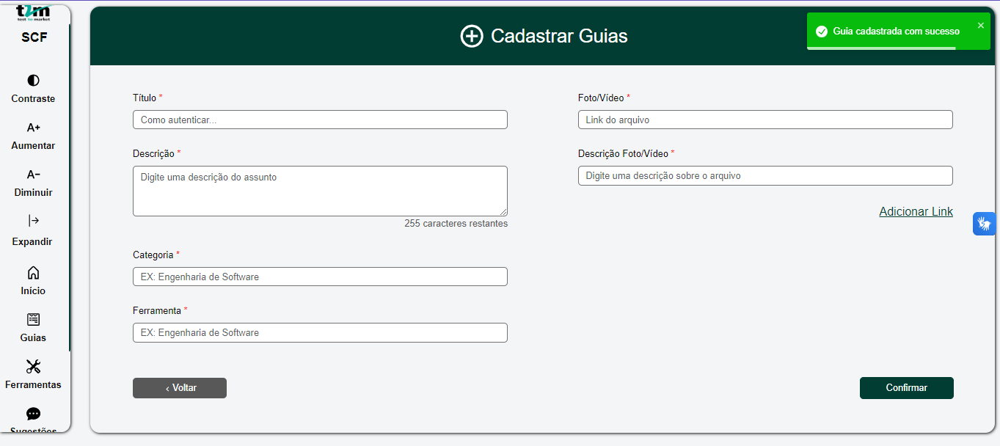 t2m
test to market
SCF
Contraste
A+
Aumentar
A-
Diminuir
Expandir
Início
Guias
Ferramentas
Sugestões
Cadastrar Guias
Guia cadastrada com sucesso
Título *
Como autenticar...
Descrição *
Digite uma descrição do assunto
255 caracteres restantes
Categoria *
EX: Engenharia de Software
Ferramenta *
EX: Engenharia de Software
Foto/Vídeo *
Link do arquivo
Descrição Foto/Vídeo *
Digite uma descrição sobre o arquivo
Adicionar Link
‹ Voltar
Confirmar